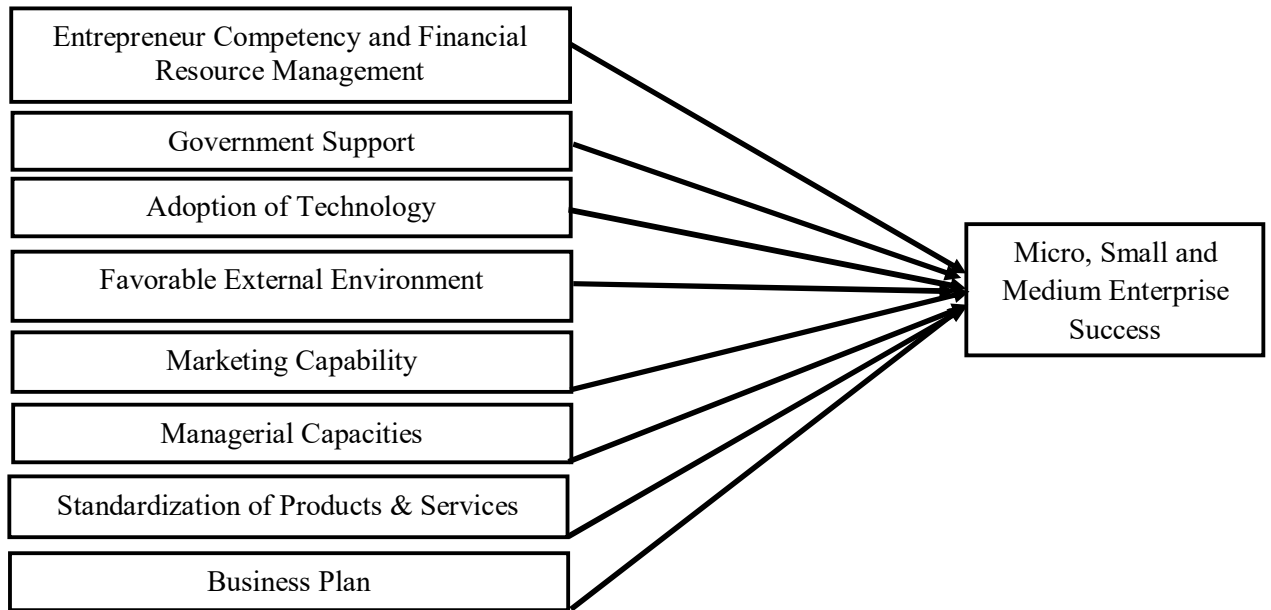 Entrepreneur Competency and Financial
Resource Management
Government Support
Adoption of Technology
Favorable External Environment
Marketing Capability
Managerial Capacities
Standardization of Products & Services
Business Plan
Micro, Small and
Medium Enterprise
Success